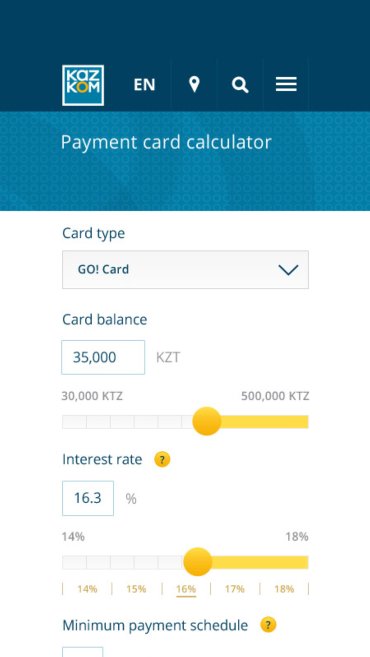 KAZ
KOM
EN
Payment card calculator
Card type
GO! Card
Card balance
35,000 KZT
30,000 KTZ 500,000 KTZ
Interest rate ?
16.3 %
14% 18%
14% 15% 16% 17% 18%
Minimum payment schedule ?